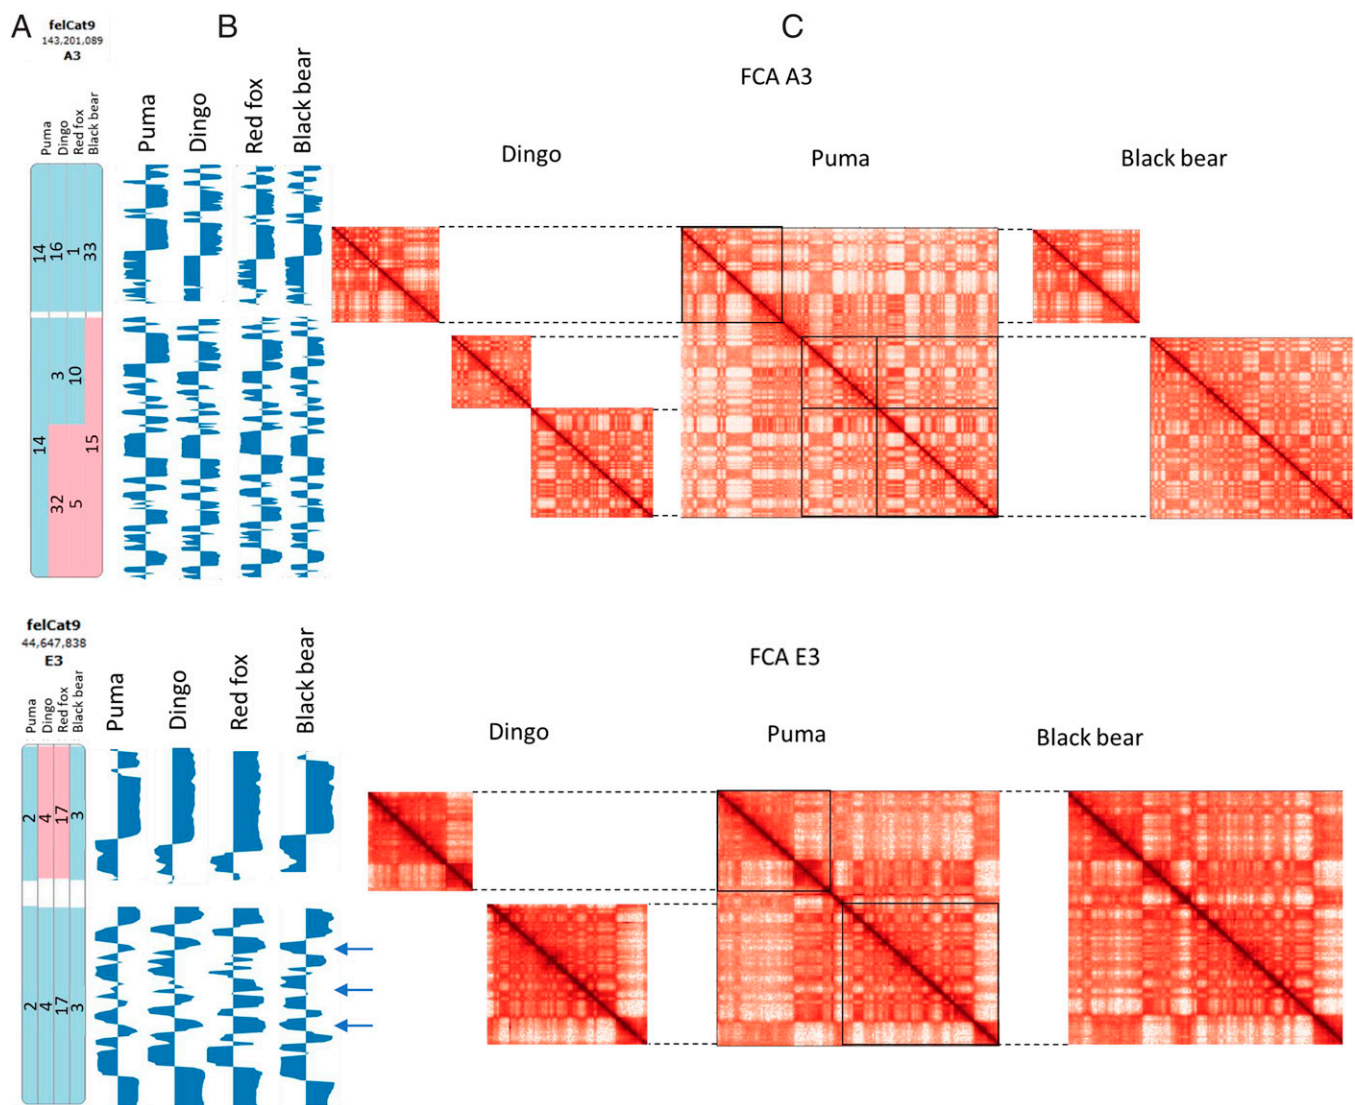 A
B
C
felCat9
143,201,089
A3
Puma
Dingo
Red fox
Black bear
Puma
Dingo
Red fox
Black bear
14
16
1
33
3
10
14
15
32
5
FCA A3
Dingo
Puma
Black bear
felCat9
44,647,838
E3
Puma
Dingo
Red fox
Black bear
Puma
Dingo
Red fox
Black bear
2
4
17
3
2
4
17
3
FCA E3
Dingo
Puma
Black bear